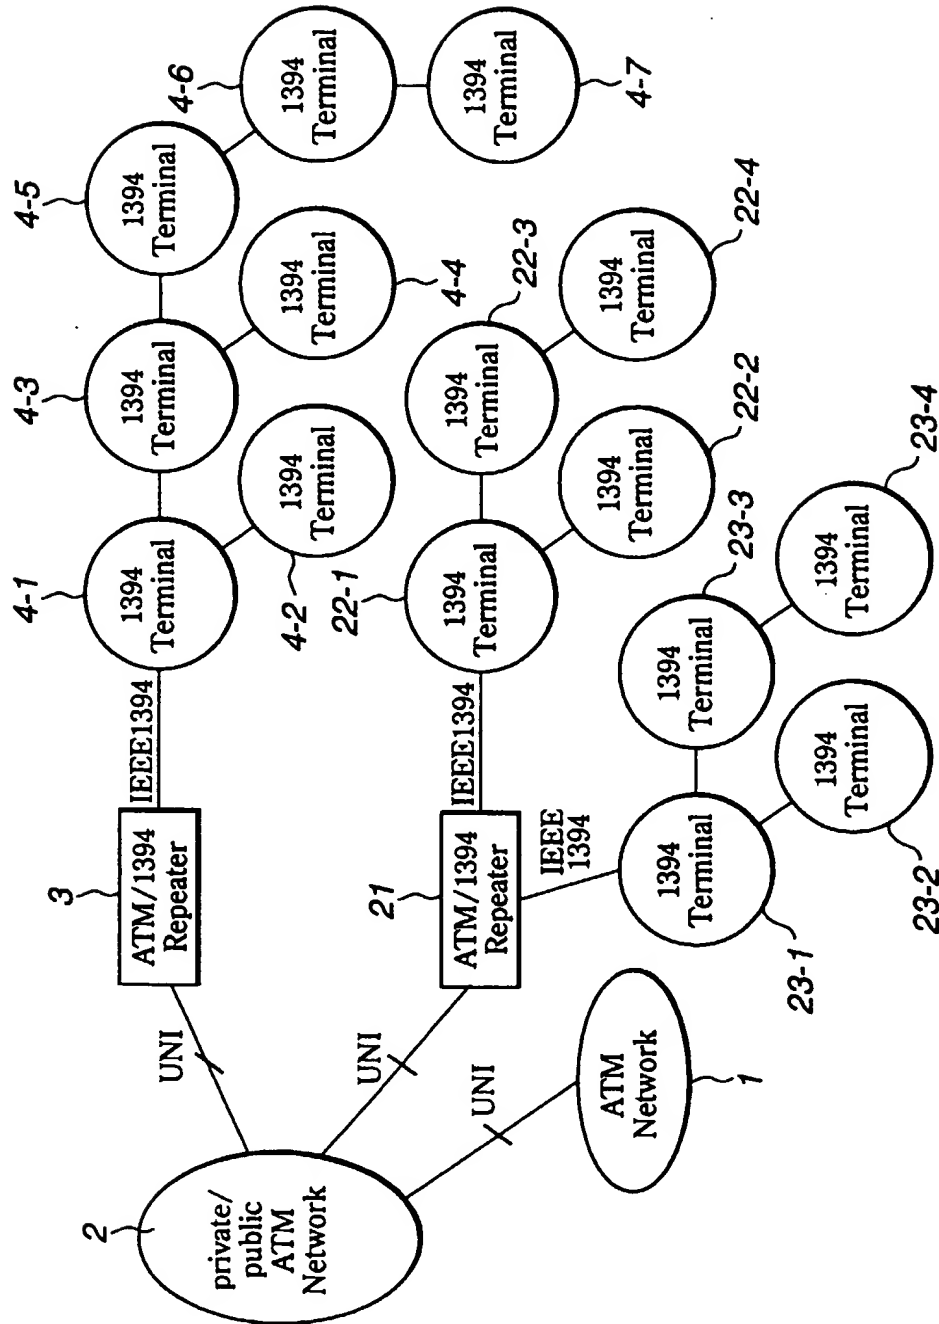 2
private/
public
ATM
Network
UNI
UNI
UNI
ATM
Network
1
3
ATM/1394
Repeater
IEEE1394
4-1
1394
Terminal
4-2
1394
Terminal
4-3
1394
Terminal
4-4
1394
Terminal
4-5
1394
Terminal
4-6
1394
Terminal
4-7
1394
Terminal
21
ATM/1394
Repeater
IEEE1394
22-1
1394
Terminal
22-2
1394
Terminal
22-3
1394
Terminal
22-4
1394
Terminal
IEEE
1394
23-1
1394
Terminal
23-2
1394
Terminal
23-3
1394
Terminal
23-4
1394
Terminal